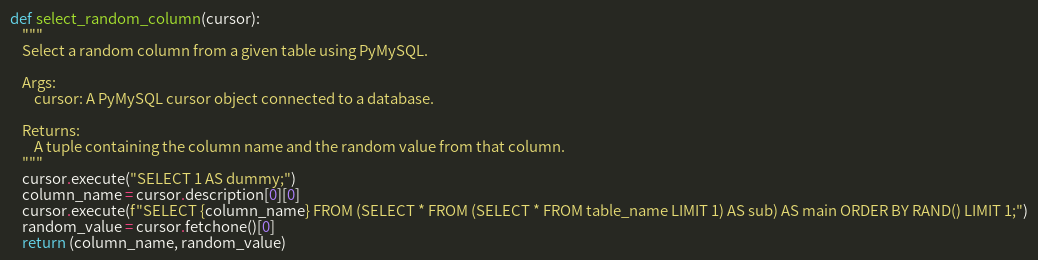 def select_random_column(cursor):
    """
    Select a random column from a given table using PyMySQL.

    Args:
        cursor: A PyMySQL cursor object connected to a database.

    Returns:
        A tuple containing the column name and the random value from that column.
    """
    cursor.execute("SELECT 1 AS dummy;")
    column_name = cursor.description[0][0]
    cursor.execute(f"SELECT {column_name} FROM (SELECT * FROM (SELECT * FROM table_name LIMIT 1) AS sub) AS main ORDER BY RAND() LIMIT 1;")
    random_value = cursor.fetchone()[0]
    return (column_name, random_value)